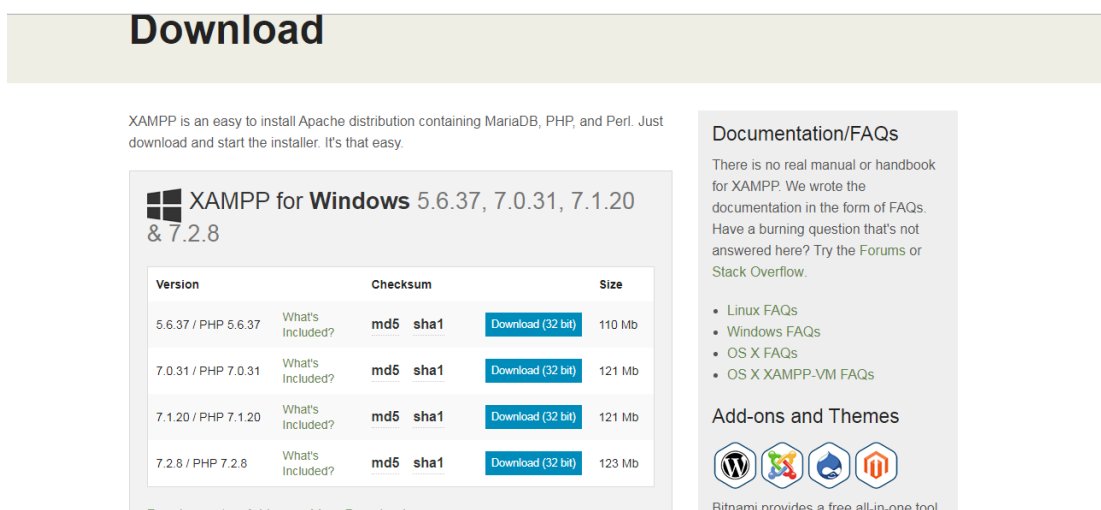 Download
XAMPP is an easy to install Apache distribution containing MariaDB, PHP, and Perl. Just
download and start the installer. It's that easy.
XAMPP for Windows 5.6.37, 7.0.31, 7.1.20
& 7.2.8
Version Checksum Size
5.6.37 / PHP 5.6.37 What's Included? md5 sha1 Download (32 bit) 110 Mb
7.0.31 / PHP 7.0.31 What's Included? md5 sha1 Download (32 bit) 121 Mb
7.1.20 / PHP 7.1.20 What's Included? md5 sha1 Download (32 bit) 121 Mb
7.2.8 / PHP 7.2.8 What's Included? md5 sha1 Download (32 bit) 123 Mb
Documentation/FAQs
There is no real manual or handbook
for XAMPP. We wrote the
documentation in the form of FAQs.
Have a burning question that's not
answered here? Try the Forums or
Stack Overflow.
• Linux FAQs
• Windows FAQs
• OS X FAQs
• OS X XAMPP-VM FAQs
Add-ons and Themes
Bitnami provides a free all-in-one tool